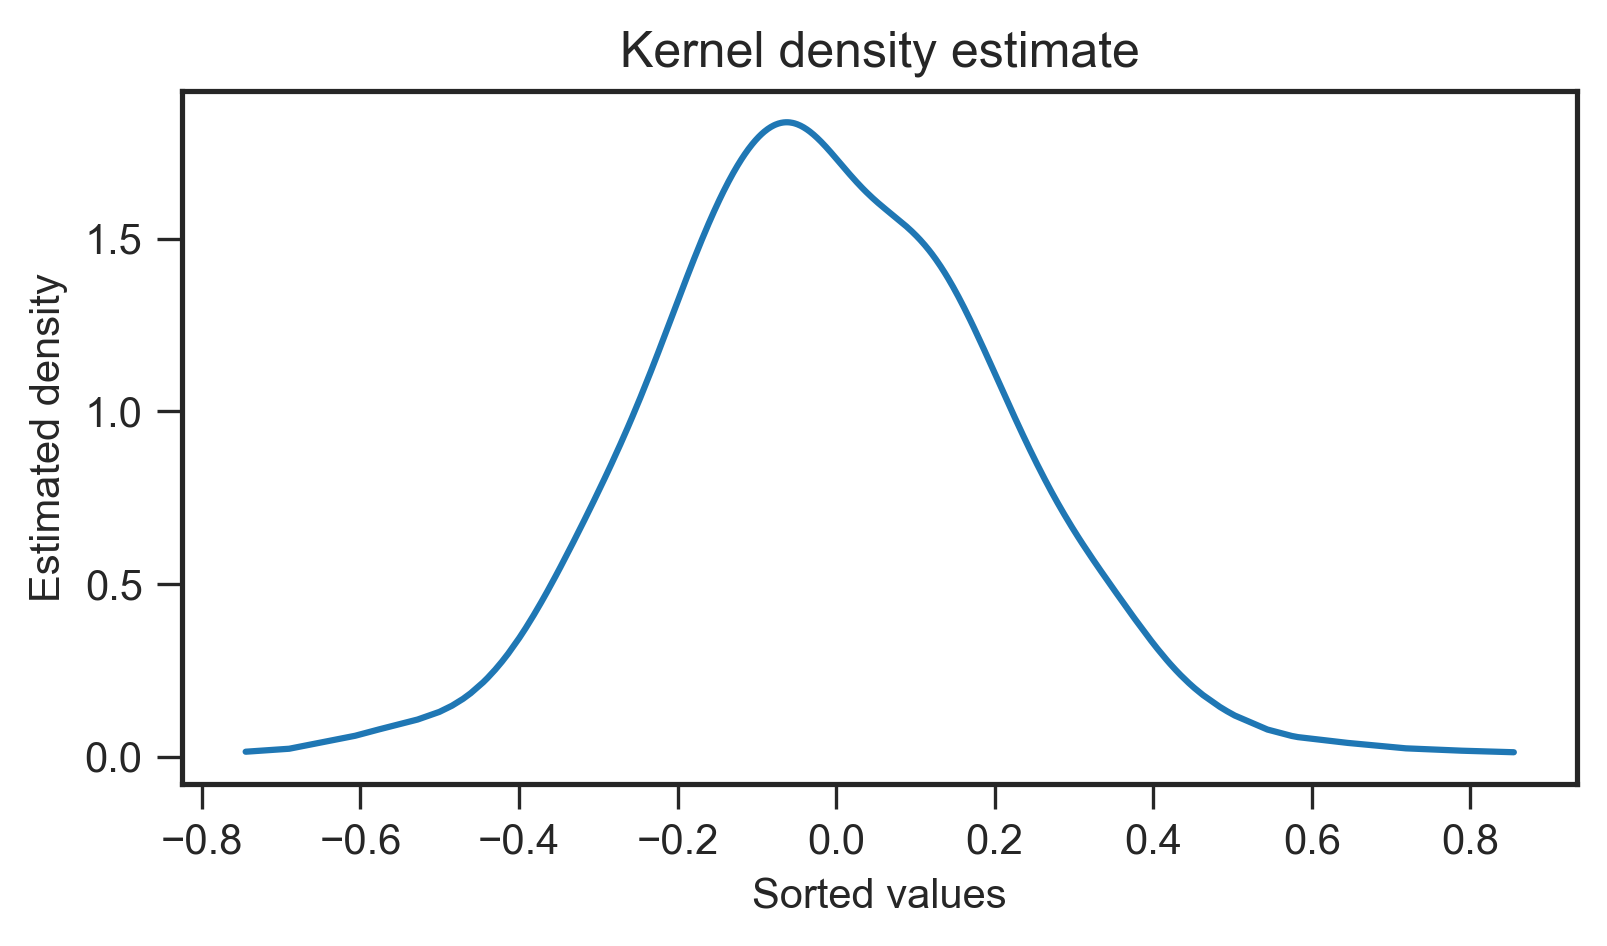 Kernel density estimate
Estimated density
1.5
1.0
0.5
0.0
−0.8 −0.6 −0.4 −0.2 0.0 0.2 0.4 0.6 0.8
Sorted values